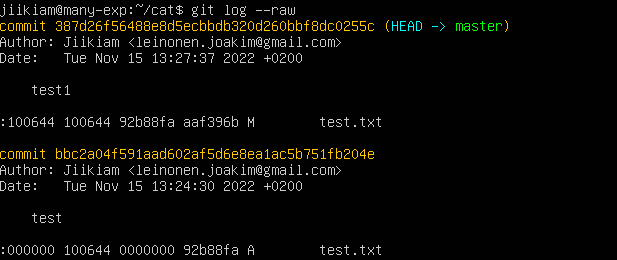 jiikiam@many-exp:~/cat$ git log --raw
commit 387d26f56488e8d5ecbbdb320d260bbf8dc0255c (HEAD -> master)
Author: Jiikiam <leinonen.joakim@gmail.com>
Date:   Tue Nov 15 13:27:37 2022 +0200
test1
:100644 100644 92b88fa aaf396b M        test.txt
commit bbc2a04f591aad602af5d6e8ea1ac5b751fb204e
Author: Jiikiam <leinonen.joakim@gmail.com>
Date:   Tue Nov 15 13:24:30 2022 +0200
test
:000000 100644 0000000 92b88fa A        test.txt